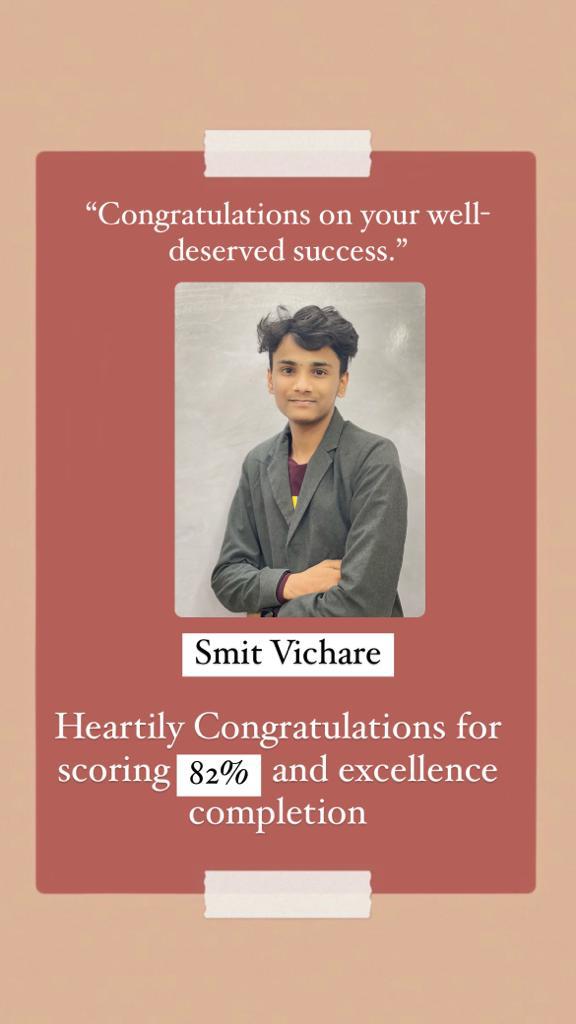 “Congratulations on your well-
deserved success.”
Smit Vichare
Heartily Congratulations for
scoring 82% and excellence
completion